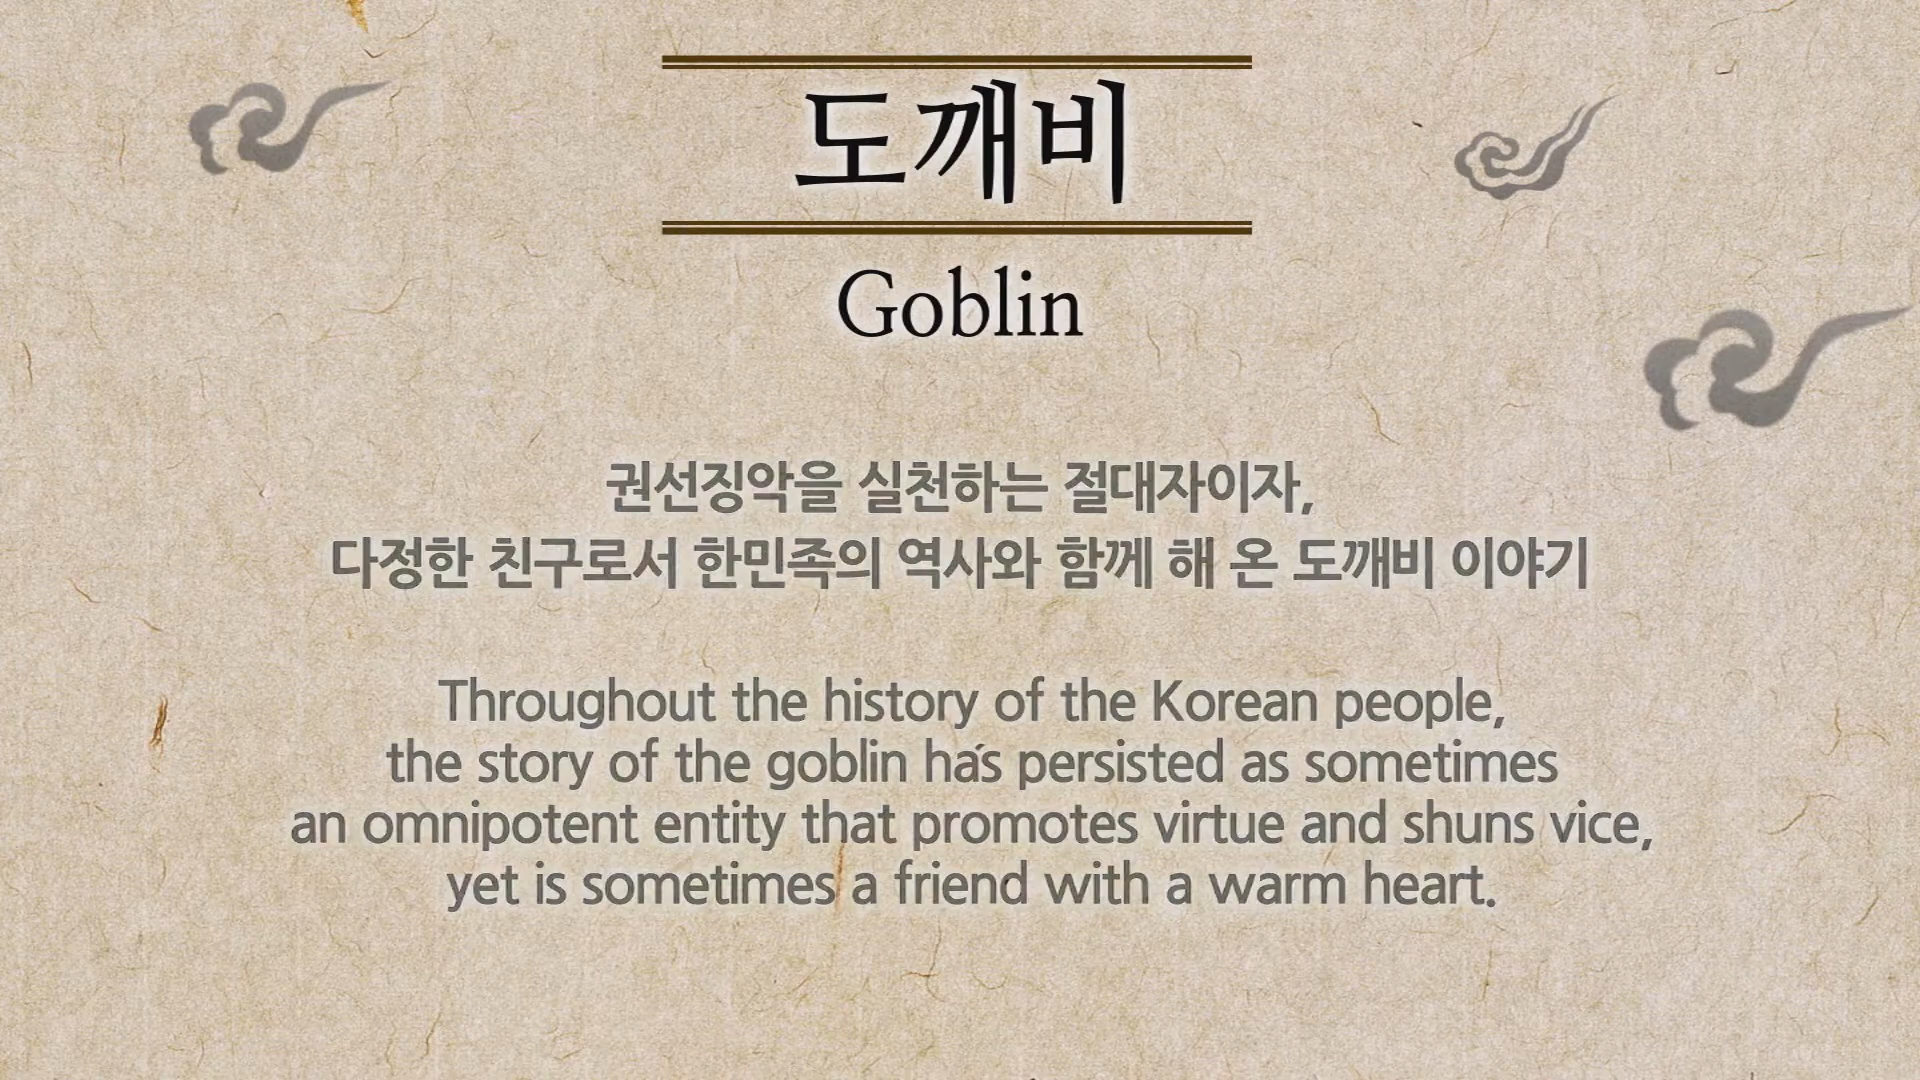 도깨비
Goblin
권선징악을 실천하는 절대자이자,
다정한 친구로서 한민족의 역사와 함께 해 온 도깨비 이야기
Throughout the history of the Korean people,
the story of the goblin has persisted as sometimes
an omnipotent entity that promotes virtue and shuns vice,
yet is sometimes a friend with a warm heart.